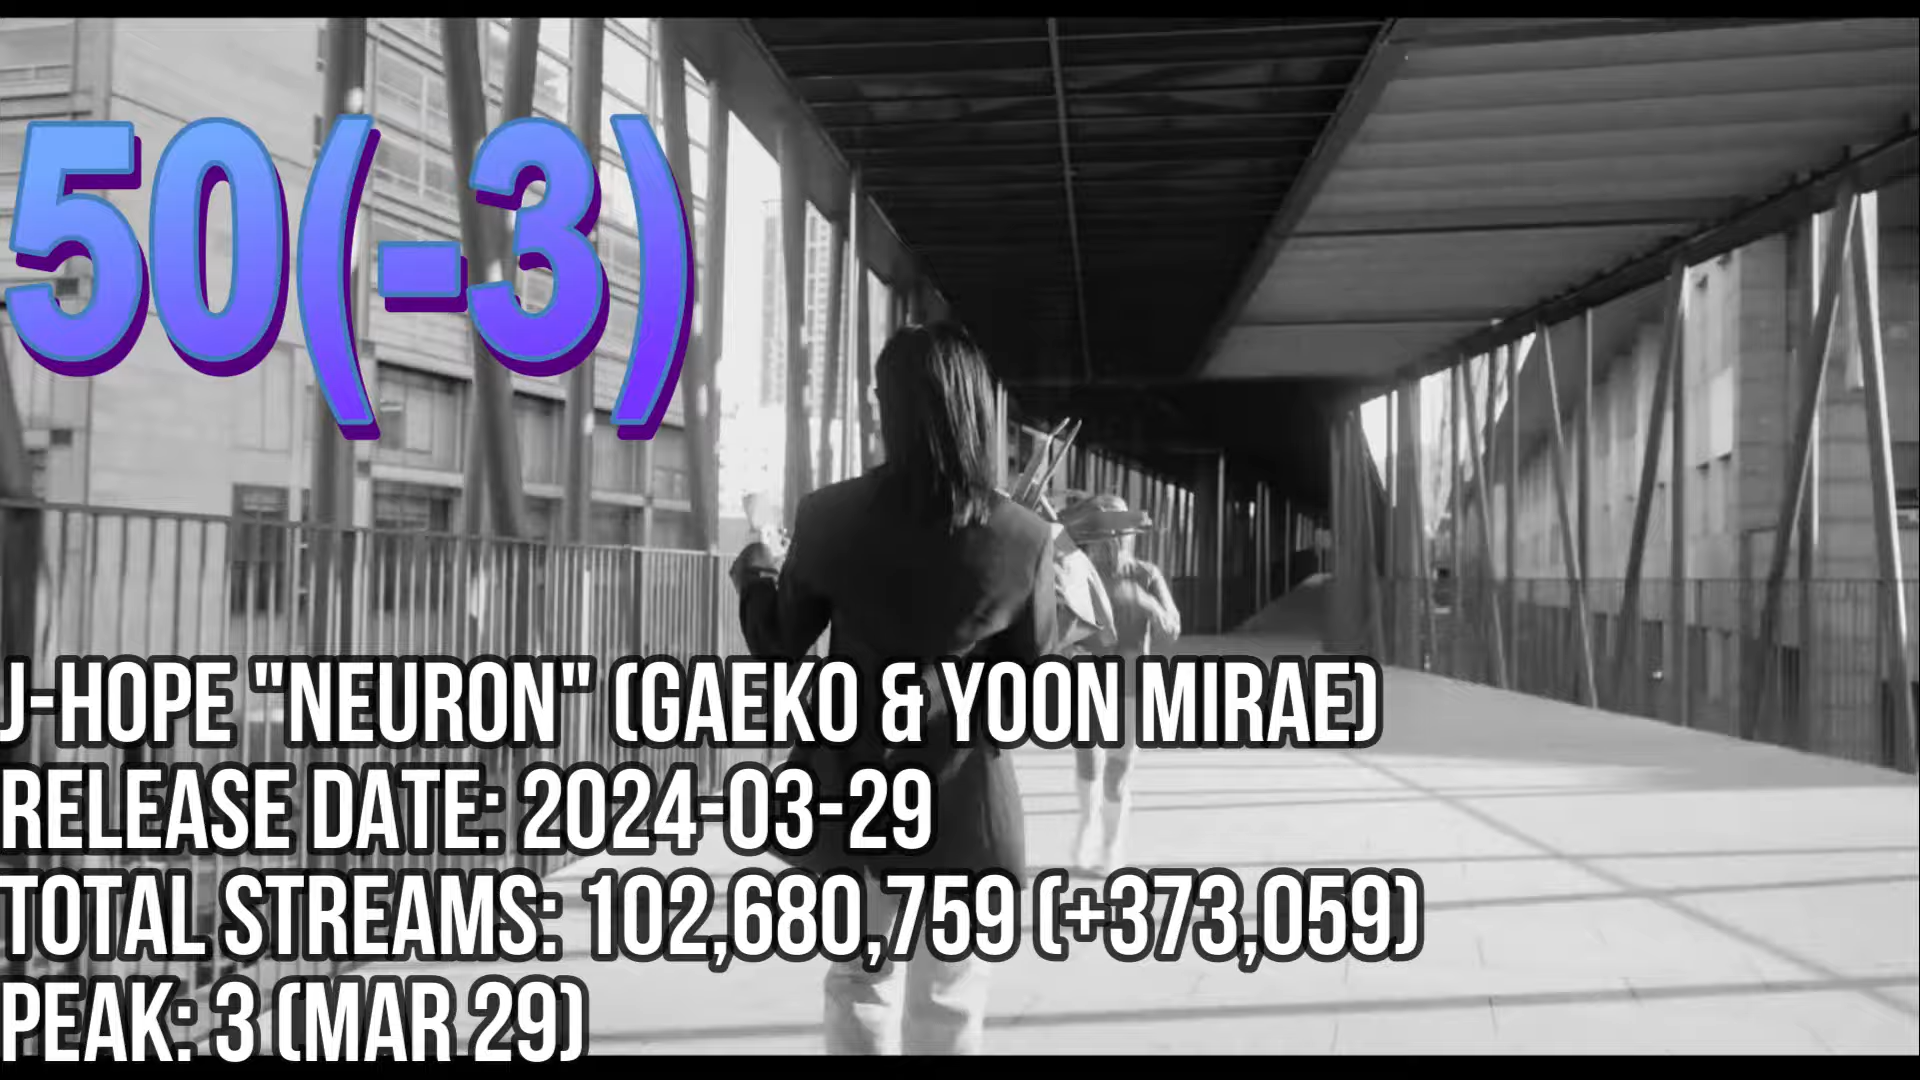 50(-3)
J-HOPE "NEURON" (GAEKO & YOON MIRAE)
RELEASE DATE: 2024-03-29
TOTAL STREAMS: 102,680,759 (+373,059)
PEAK: 3 (MAR 29)